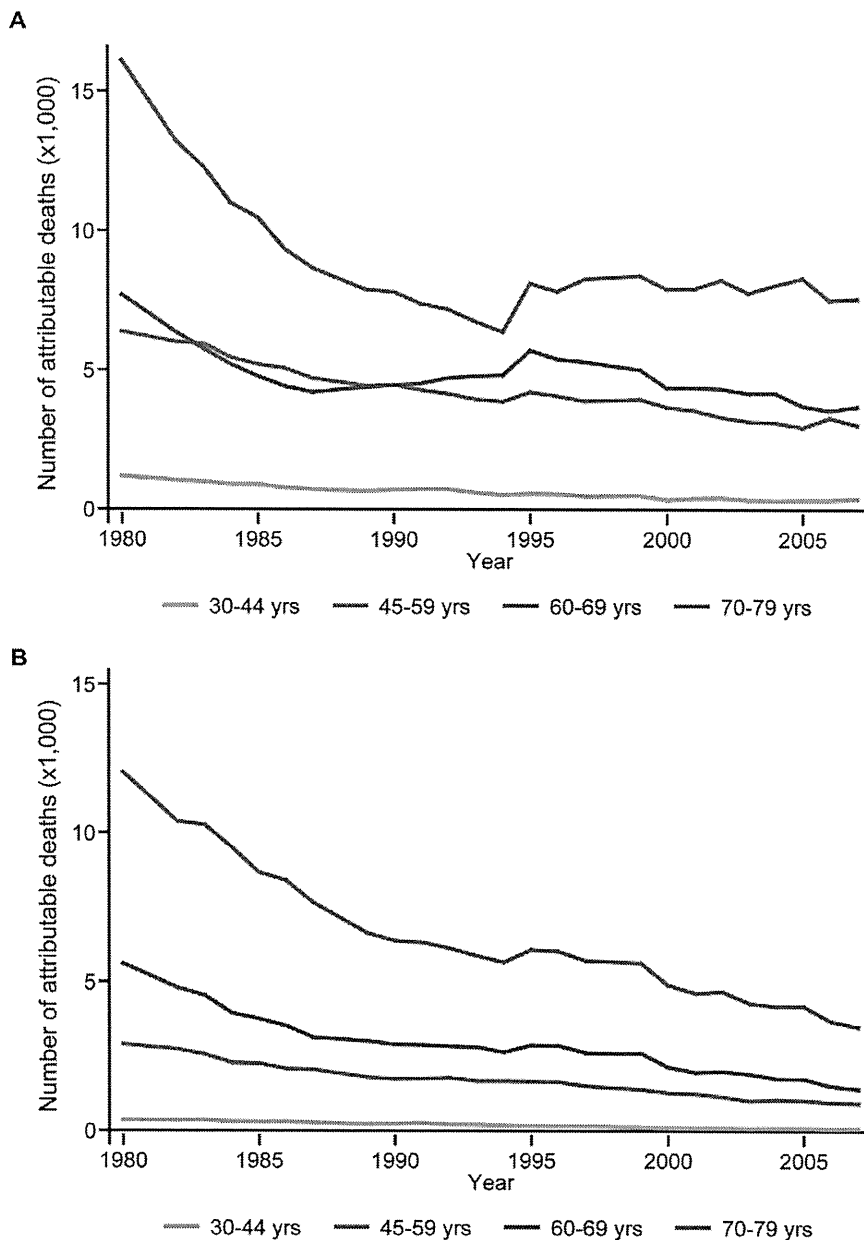 A
Number of attributable deaths (x1,000)
15
10
5
0
1980 1985 1990 1995 2000 2005
Year
30-44 yrs 45-59 yrs 60-69 yrs 70-79 yrs
B
Number of attributable deaths (x1,000)
15
10
5
0
1980 1985 1990 1995 2000 2005
Year
30-44 yrs 45-59 yrs 60-69 yrs 70-79 yrs